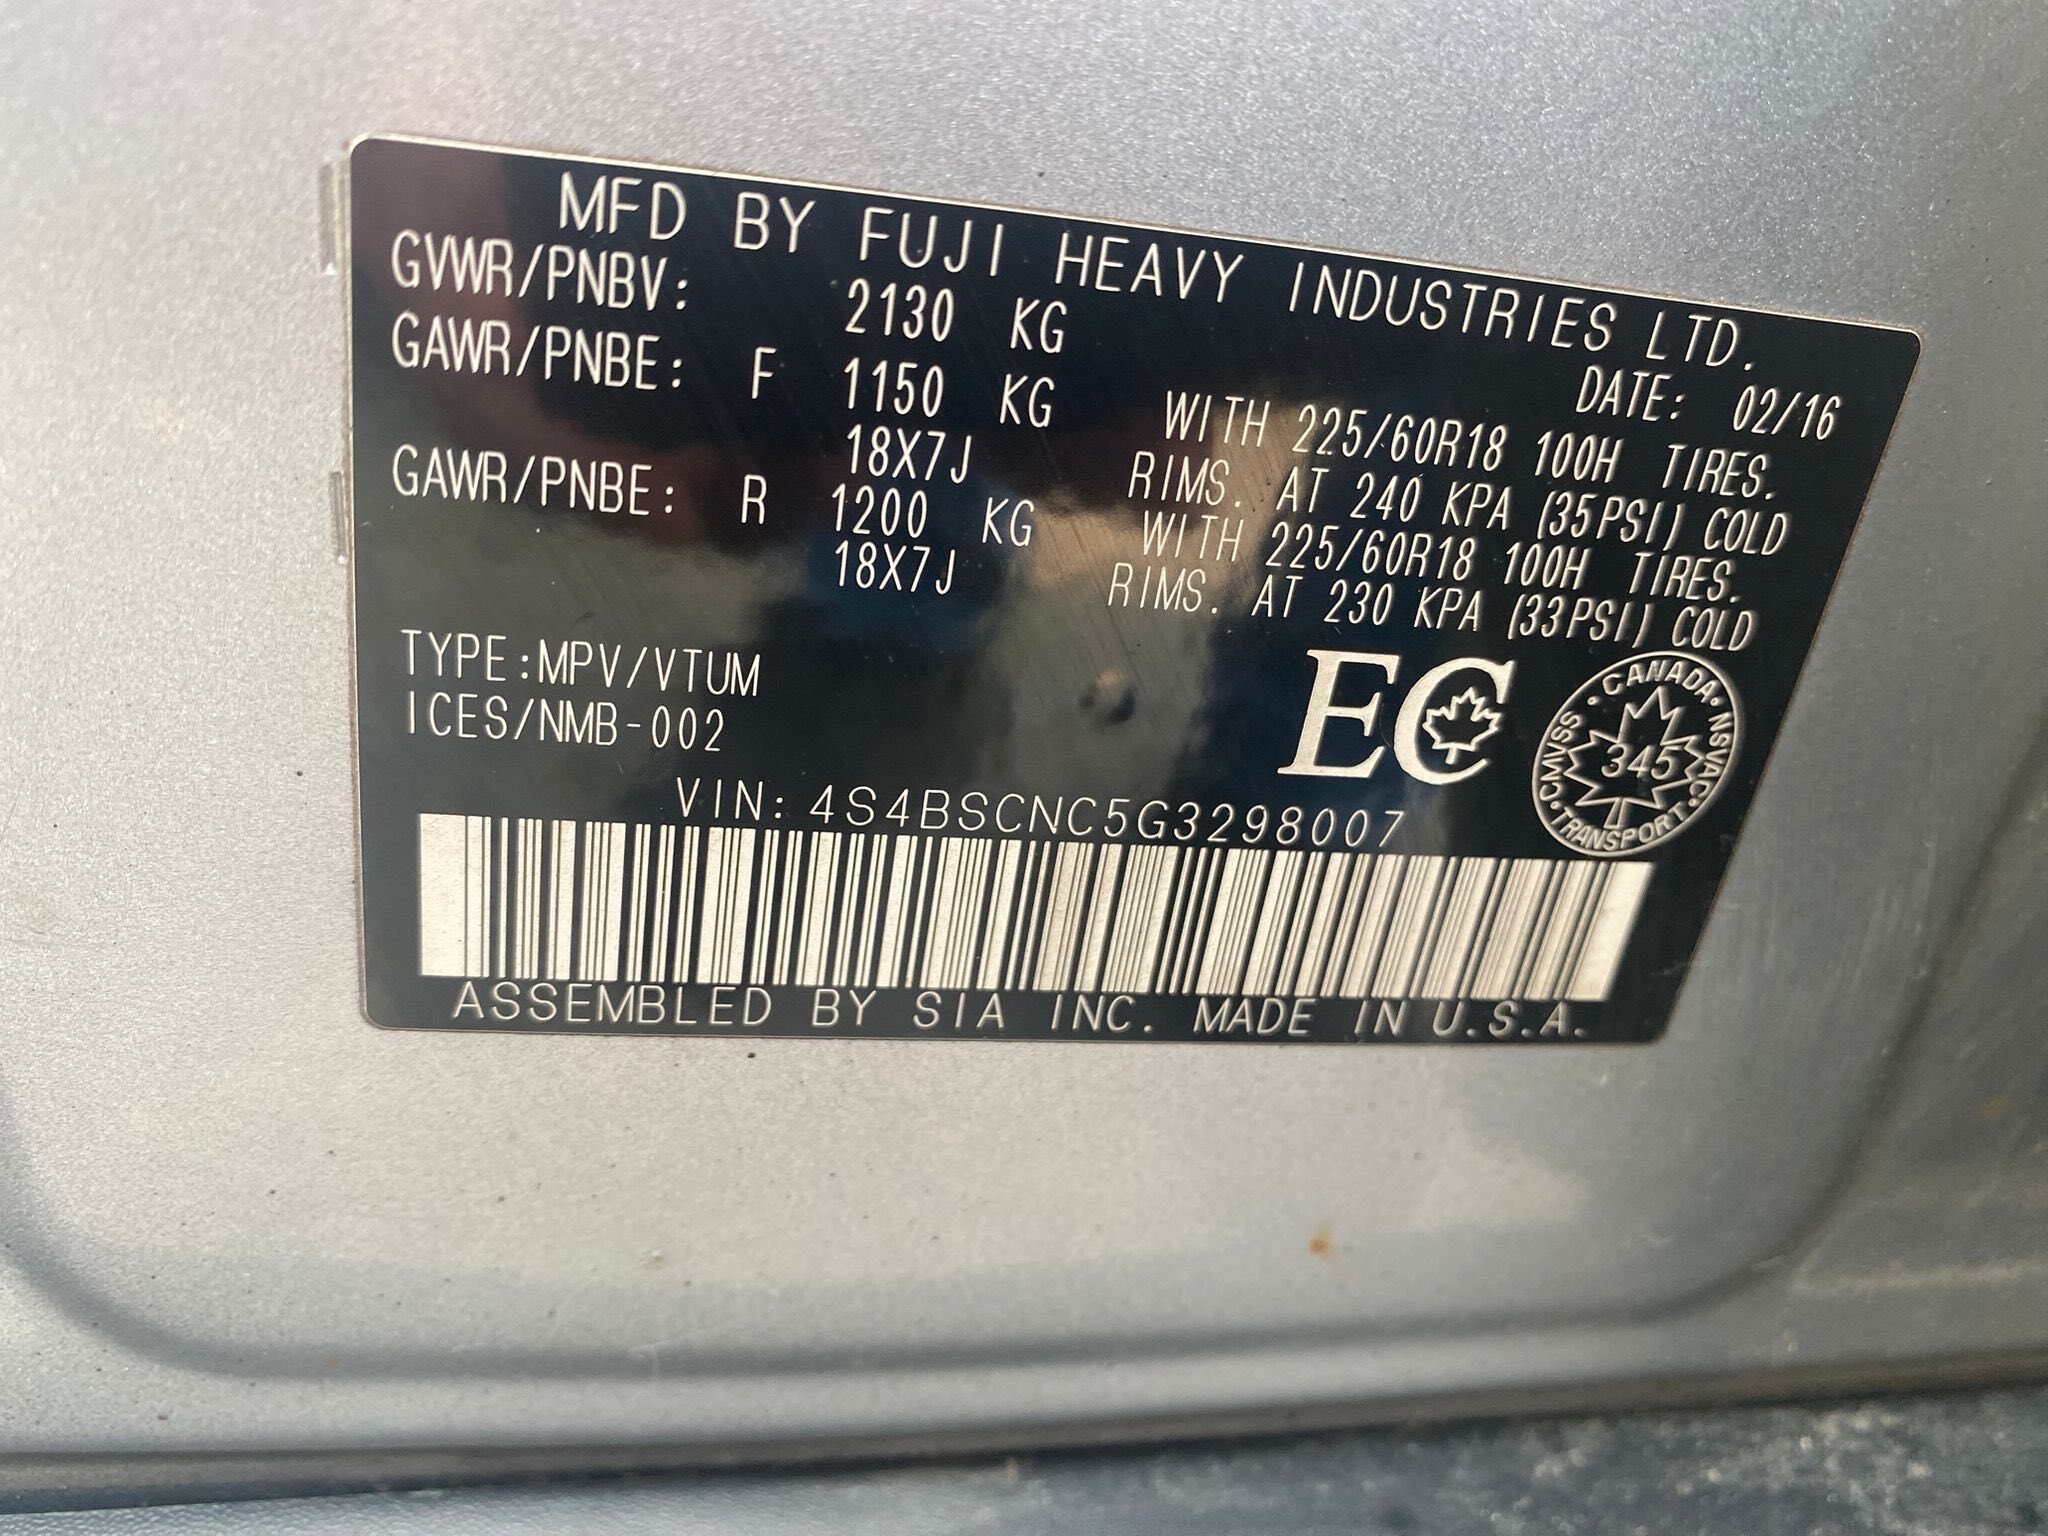 MFD BY FUJI HEAVY INDUSTRIES LTD.
GVWR/PNBV: 2130 KG DATE: 02/16
GAWR/PNBE: F 1150 KG WITH 225/60R18 100H TIRES.
18X7J RIMS. AT 240 KPA (35PSI) COLD
GAWR/PNBE: R 1200 KG WITH 225/60R18 100H TIRES.
18X7J RIMS. AT 230 KPA (33PSI) COLD
TYPE:MPV/VTUM
ICES/NMB-002
EC
CANADA · NSVAC · TRANSPORT · CMVSS ·
345
VIN: 4S4BSCNC5G3298007
ASSEMBLED BY SIA INC. MADE IN U.S.A.